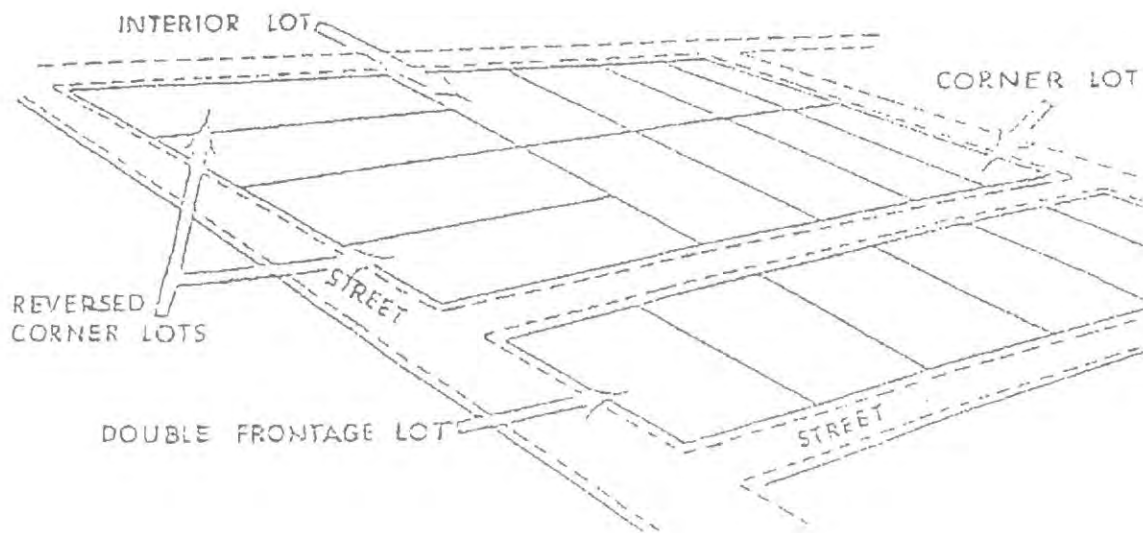 INTERIOR LOT
CORNER LOT
REVERSED
CORNER LOTS
STREET
DOUBLE FRONTAGE LOT
STREET